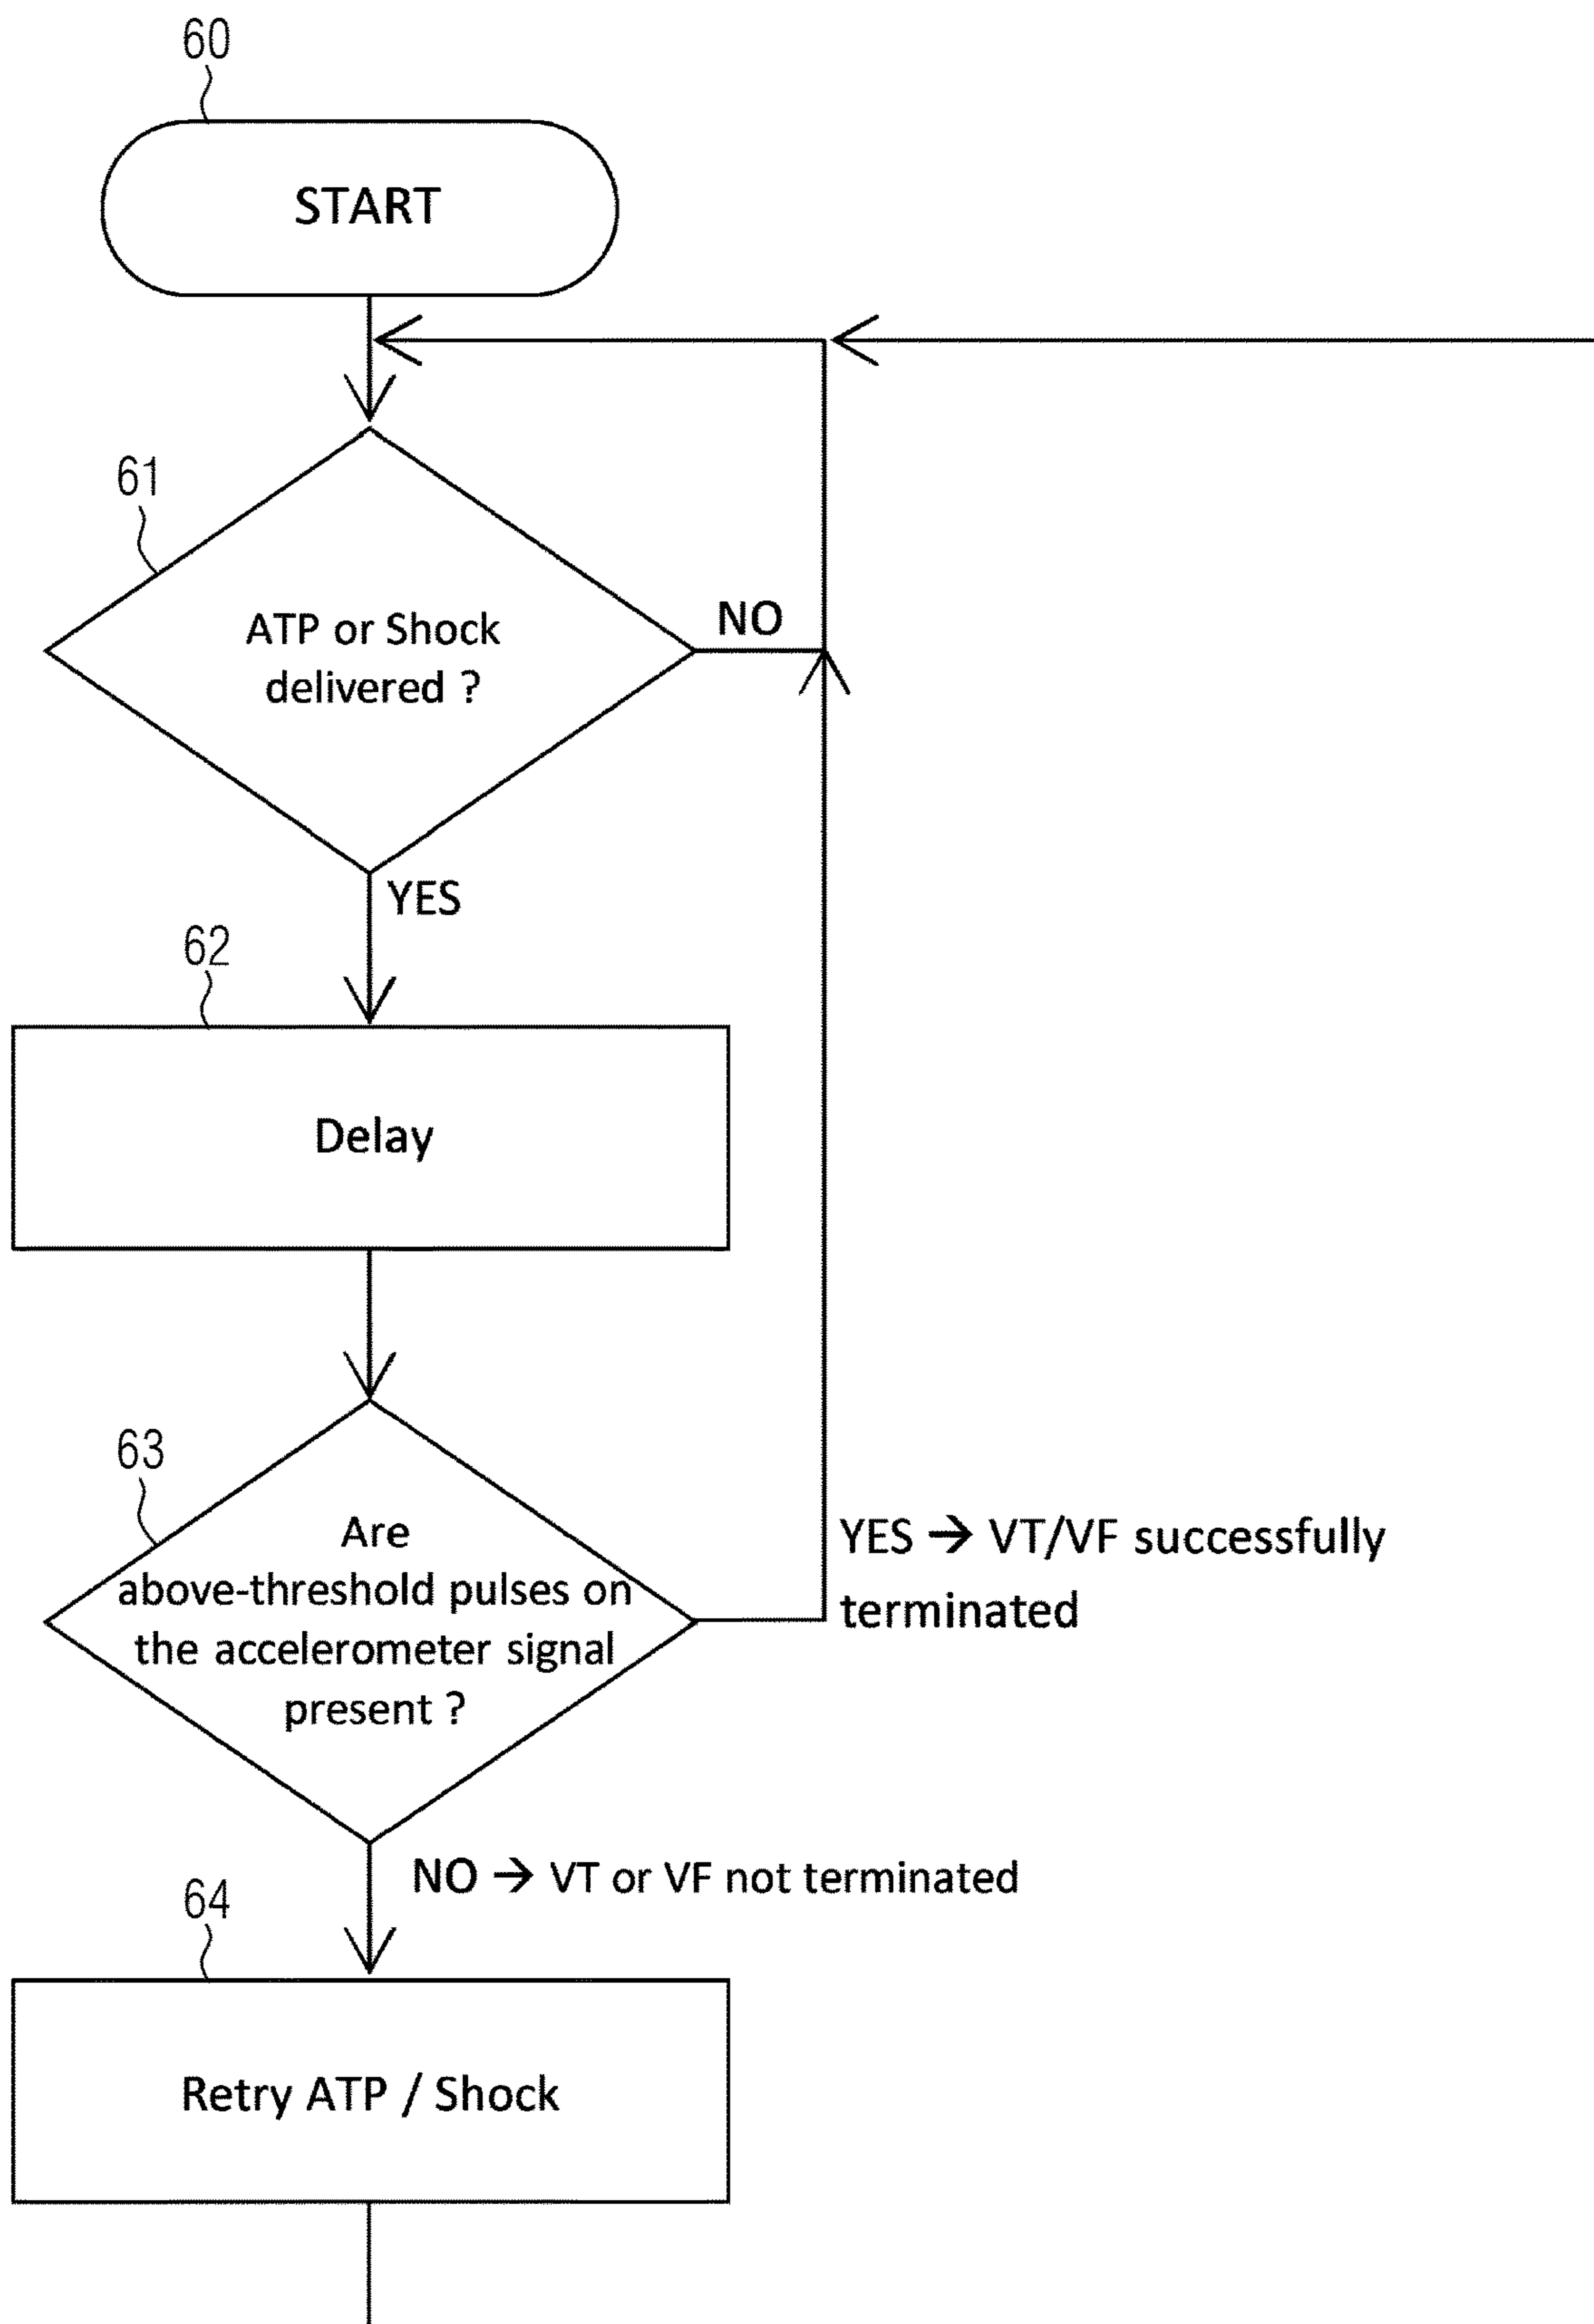 60
START
61
ATP or Shock
delivered ?
NO
YES
62
Delay
63
Are
above-threshold pulses on
the accelerometer signal
present ?
YES → VT/VF successfully
terminated
NO → VT or VF not terminated
64
Retry ATP / Shock